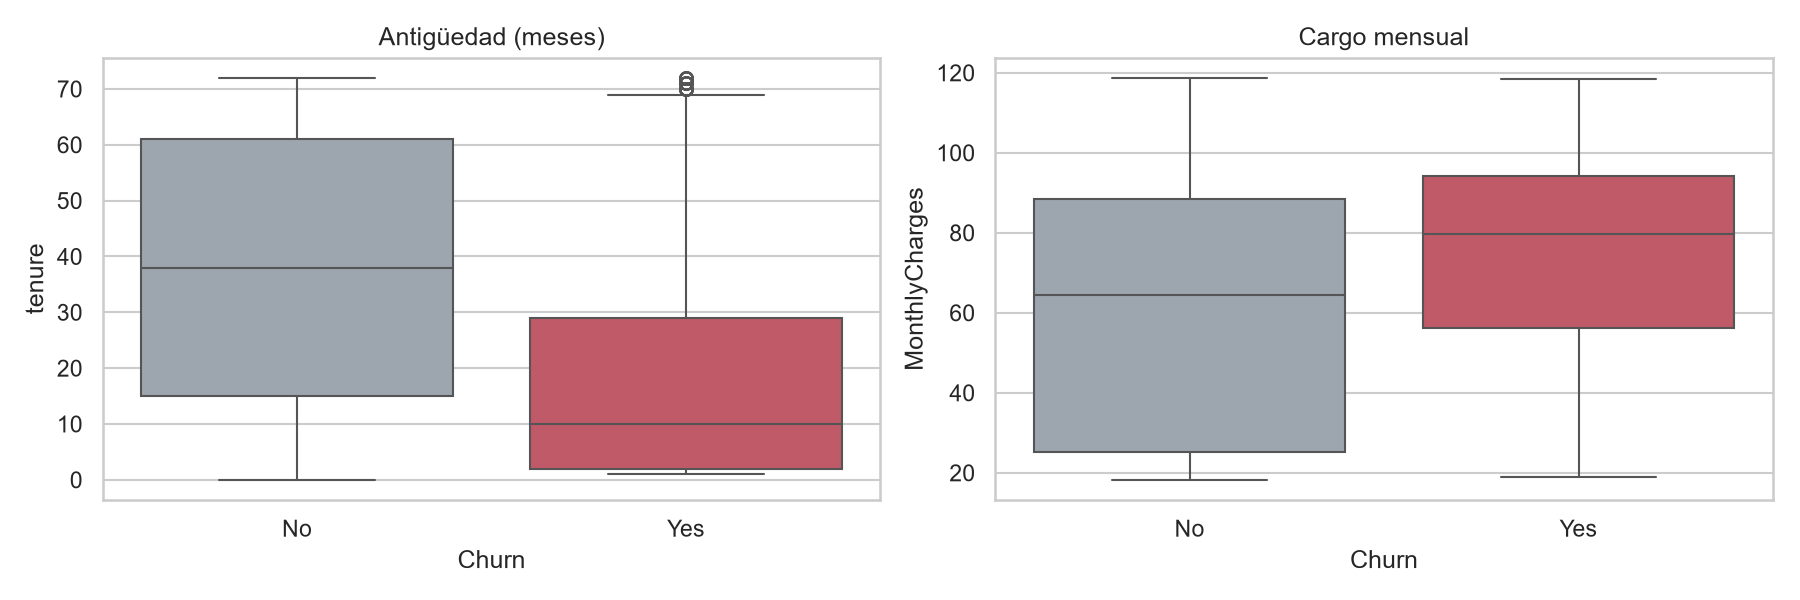 Antigüedad (meses)
70
60
50
40
30
20
10
0
tenure
No
Yes
Churn
Cargo mensual
120
100
80
60
40
20
MonthlyCharges
No
Yes
Churn